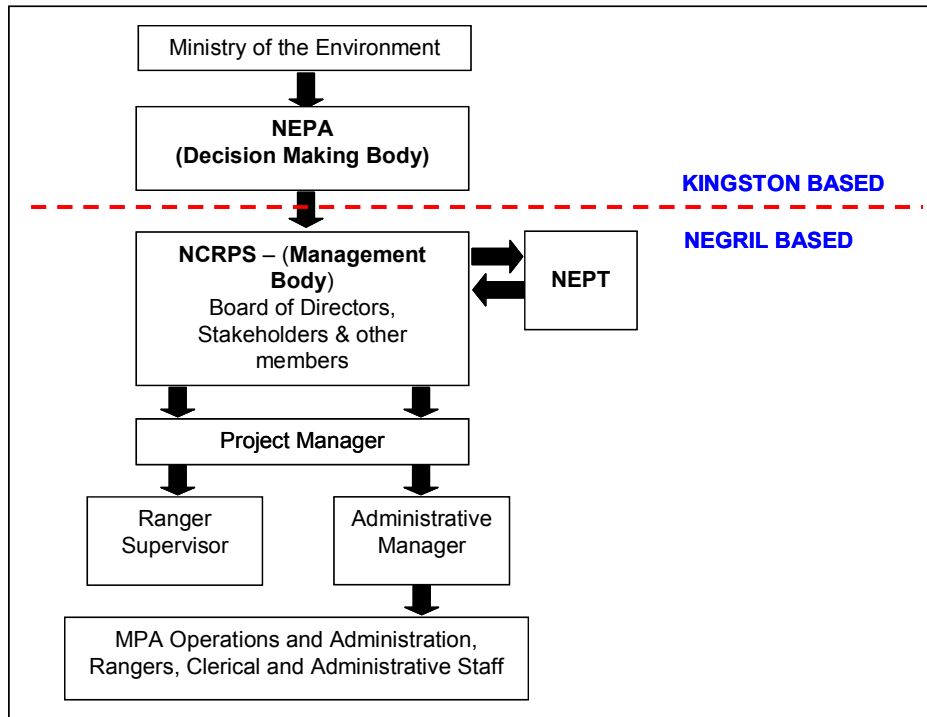 Ministry of the Environment
NEPA
(Decision Making Body)
KINGSTON BASED
NEGRIL BASED
NCRPS – (Management
Body)
Board of Directors,
Stakeholders & other
members
NEPT
Project Manager
Ranger
Supervisor
Administrative
Manager
MPA Operations and Administration,
Rangers, Clerical and Administrative Staff